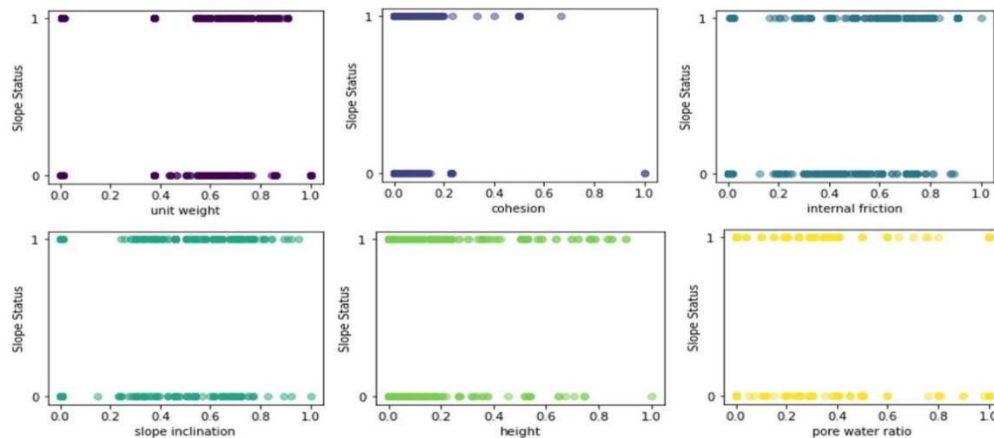 Slope Status
1
0
0.0 0.2 0.4 0.6 0.8 1.0
unit weight
Slope Status
1
0
0.0 0.2 0.4 0.6 0.8 1.0
cohesion
Slope Status
1
0
0.0 0.2 0.4 0.6 0.8 1.0
internal friction
Slope Status
1
0
0.0 0.2 0.4 0.6 0.8 1.0
slope inclination
Slope Status
1
0
0.0 0.2 0.4 0.6 0.8 1.0
height
Slope Status
1
0
0.0 0.2 0.4 0.6 0.8 1.0
pore water ratio